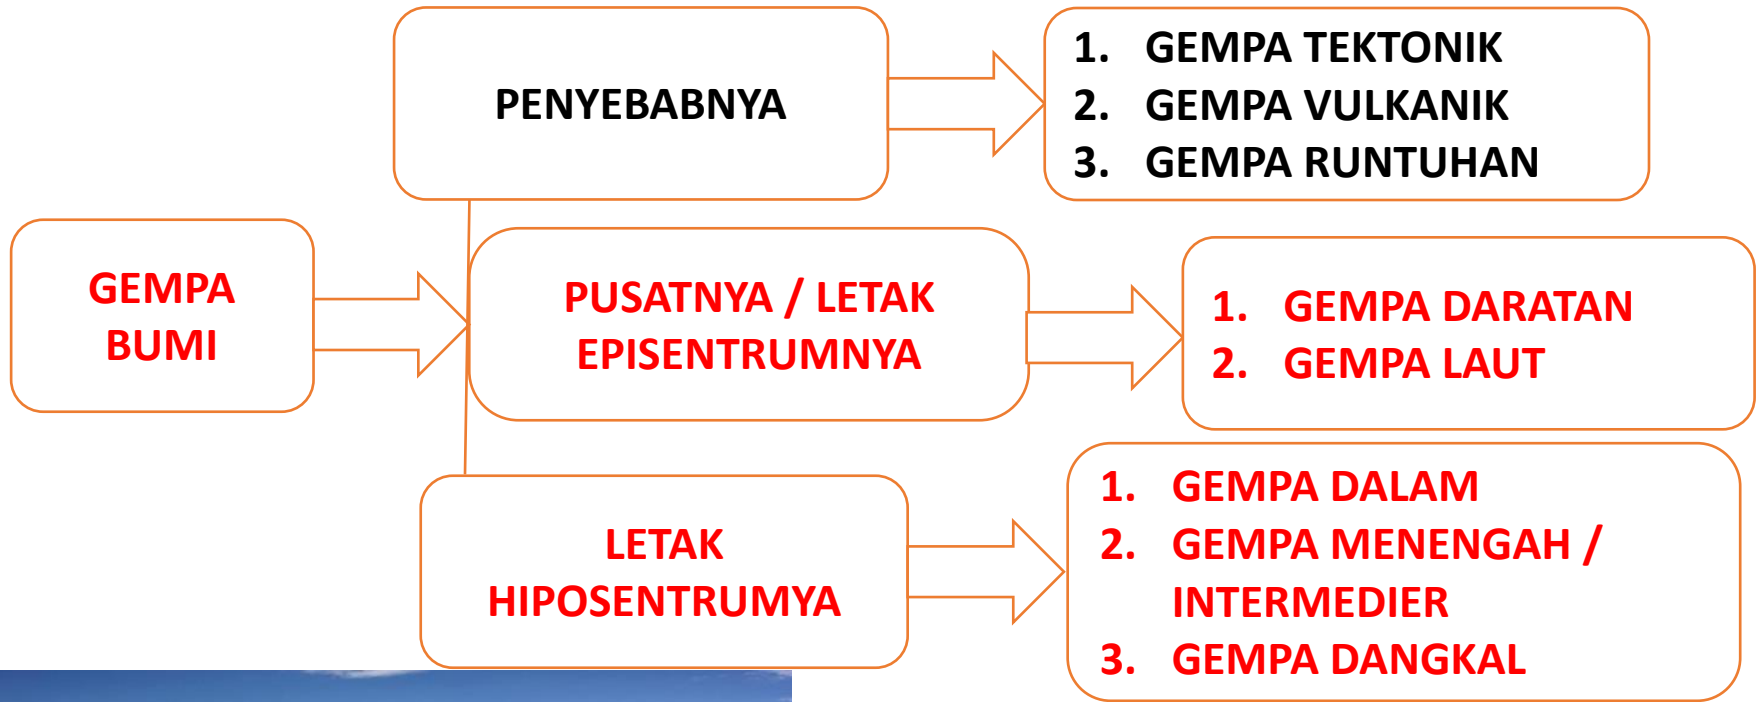 PENYEBABNYA
1. GEMPA TEKTONIK
2. GEMPA VULKANIK
3. GEMPA RUNTUHAN
GEMPA
BUMI
PUSATNYA / LETAK
EPISENTRUMNYA
1. GEMPA DARATAN
2. GEMPA LAUT
LETAK
HIPOSENTRUMYA
1. GEMPA DALAM
2. GEMPA MENENGAH /
INTERMEDIER
3. GEMPA DANGKAL